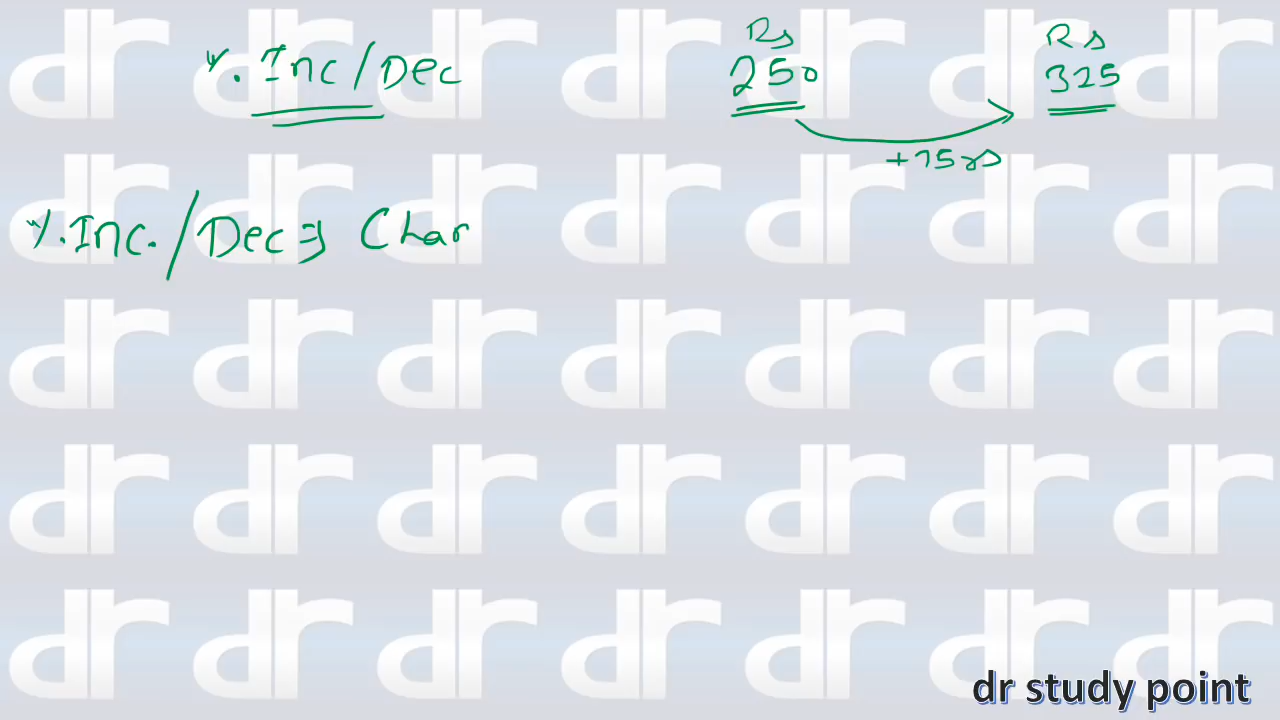 %. Inc/Dec
Rs Rs
250 325
+75rs
%.Inc./Dec ⇒ Char
dr study point